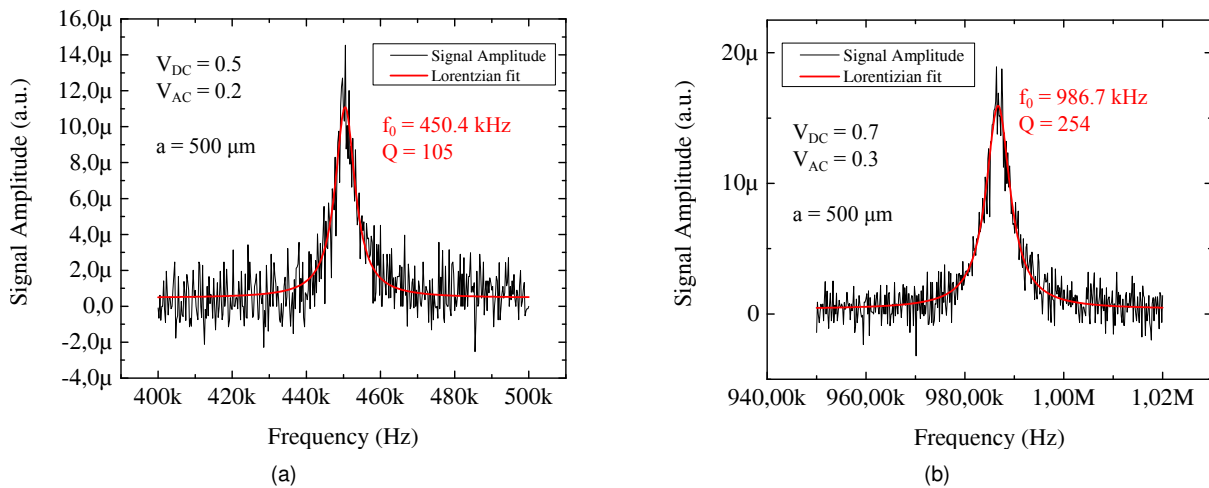 16,0µ
14,0µ
12,0µ
10,0µ
8,0µ
6,0µ
4,0µ
2,0µ
0,0
-2,0µ
-4,0µ
Signal Amplitude (a.u.)
V_DC = 0.5
V_AC = 0.2
a = 500 µm
Signal Amplitude
Lorentzian fit
f_0 = 450.4 kHz
Q = 105
400k 420k 440k 460k 480k 500k
Frequency (Hz)
(a)
20µ
10µ
0
Signal Amplitude (a.u.)
Signal Amplitude
Lorentizian fit
f_0 = 986.7 kHz
Q = 254
V_DC = 0.7
V_AC = 0.3
a = 500 µm
940,00k 960,00k 980,00k 1,00M 1,02M
Frequency (Hz)
(b)